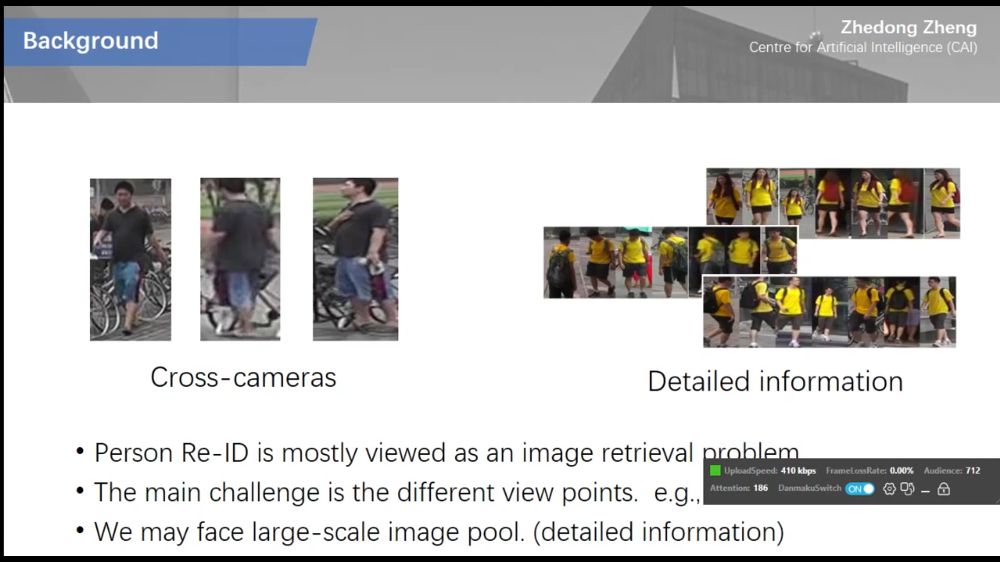 Background
Zhedong Zheng
Centre for Artificial Intelligence (CAI)
Cross-cameras
Detailed information
• Person Re-ID is mostly viewed as an image retrieval problem
• The main challenge is the different view points. e.g.,
• We may face large-scale image pool. (detailed information)
UploadSpeed: 410 kbps FrameLossRate: 0.00% Audience: 712
Attention: 186 DanmakuSwitch ON